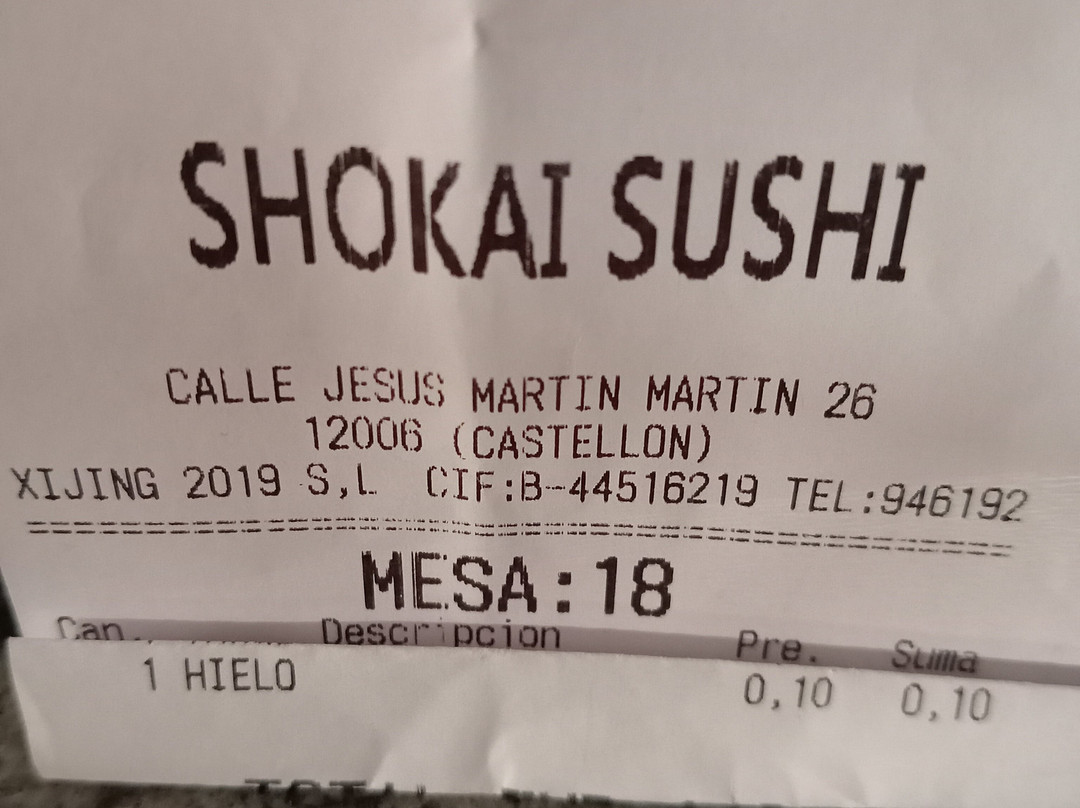 SHOKAI SUSHI
CALLE JESUS MARTIN MARTIN 26
12006 (CASTELLON)
XIJING 2019 S,L CIF:B-44516219 TEL:946192
================================
MESA:18
Can. Descripcion Pre. Suma
1 HIELO 0,10 0,10